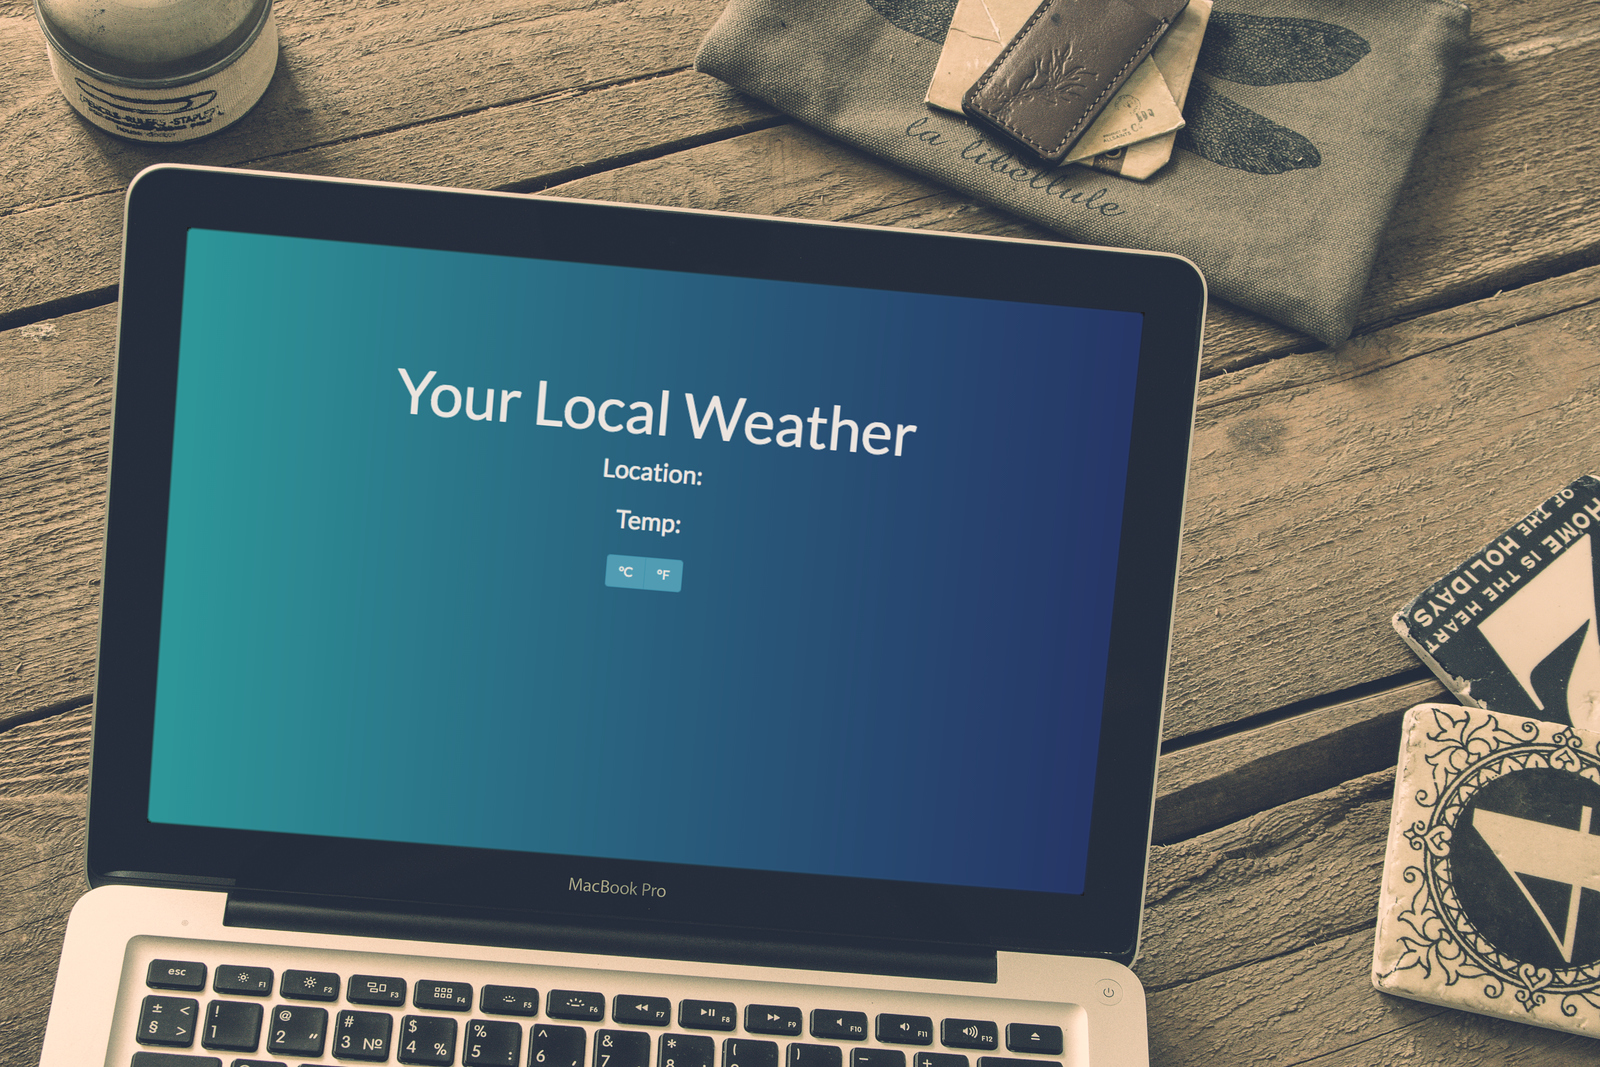 la libellule
Your Local Weather
Location:
Temp:
°C °F
HOME IS THE HEART
OF THE HOLIDAYS
MacBook Pro
esc F1 F2 F3 F4 F5 F6 F7 F8 F9 F10 F11 F12
± < ! @ # $ % ^ & * ( ) – +
§ > 1 2 “ 3 № 4 % 5 : 6 , 7 8
4